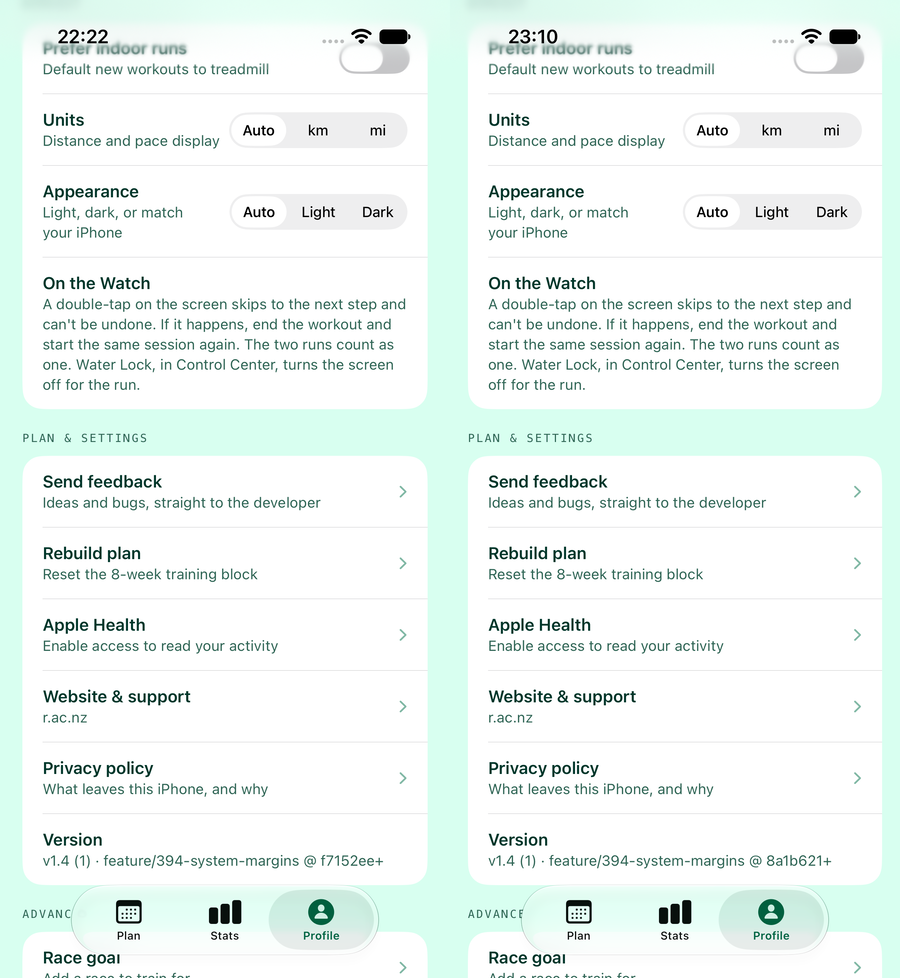 22:22
Prefer indoor runs
Default new workouts to treadmill
Units
Distance and pace display
Auto km mi
Appearance
Light, dark, or match
your iPhone
Auto Light Dark
On the Watch
A double-tap on the screen skips to the next step and
can't be undone. If it happens, end the workout and
start the same session again. The two runs count as
one. Water Lock, in Control Center, turns the screen
off for the run.
PLAN & SETTINGS
Send feedback
Ideas and bugs, straight to the developer
Rebuild plan
Reset the 8-week training block
Apple Health
Enable access to read your activity
Website & support
r.ac.nz
Privacy policy
What leaves this iPhone, and why
Version
v1.4 (1) · feature/394-system-margins @ f7152ee+
ADVANC
Plan Stats Profile
Race goal
Add a race to train for
23:10
Prefer indoor runs
Default new workouts to treadmill
Units
Distance and pace display
Auto km mi
Appearance
Light, dark, or match
your iPhone
Auto Light Dark
On the Watch
A double-tap on the screen skips to the next step and
can't be undone. If it happens, end the workout and
start the same session again. The two runs count as
one. Water Lock, in Control Center, turns the screen
off for the run.
PLAN & SETTINGS
Send feedback
Ideas and bugs, straight to the developer
Rebuild plan
Reset the 8-week training block
Apple Health
Enable access to read your activity
Website & support
r.ac.nz
Privacy policy
What leaves this iPhone, and why
Version
v1.4 (1) · feature/394-system-margins @ 8a1b621+
ADVANCE
Plan Stats Profile
Race goal
Add a race to train for